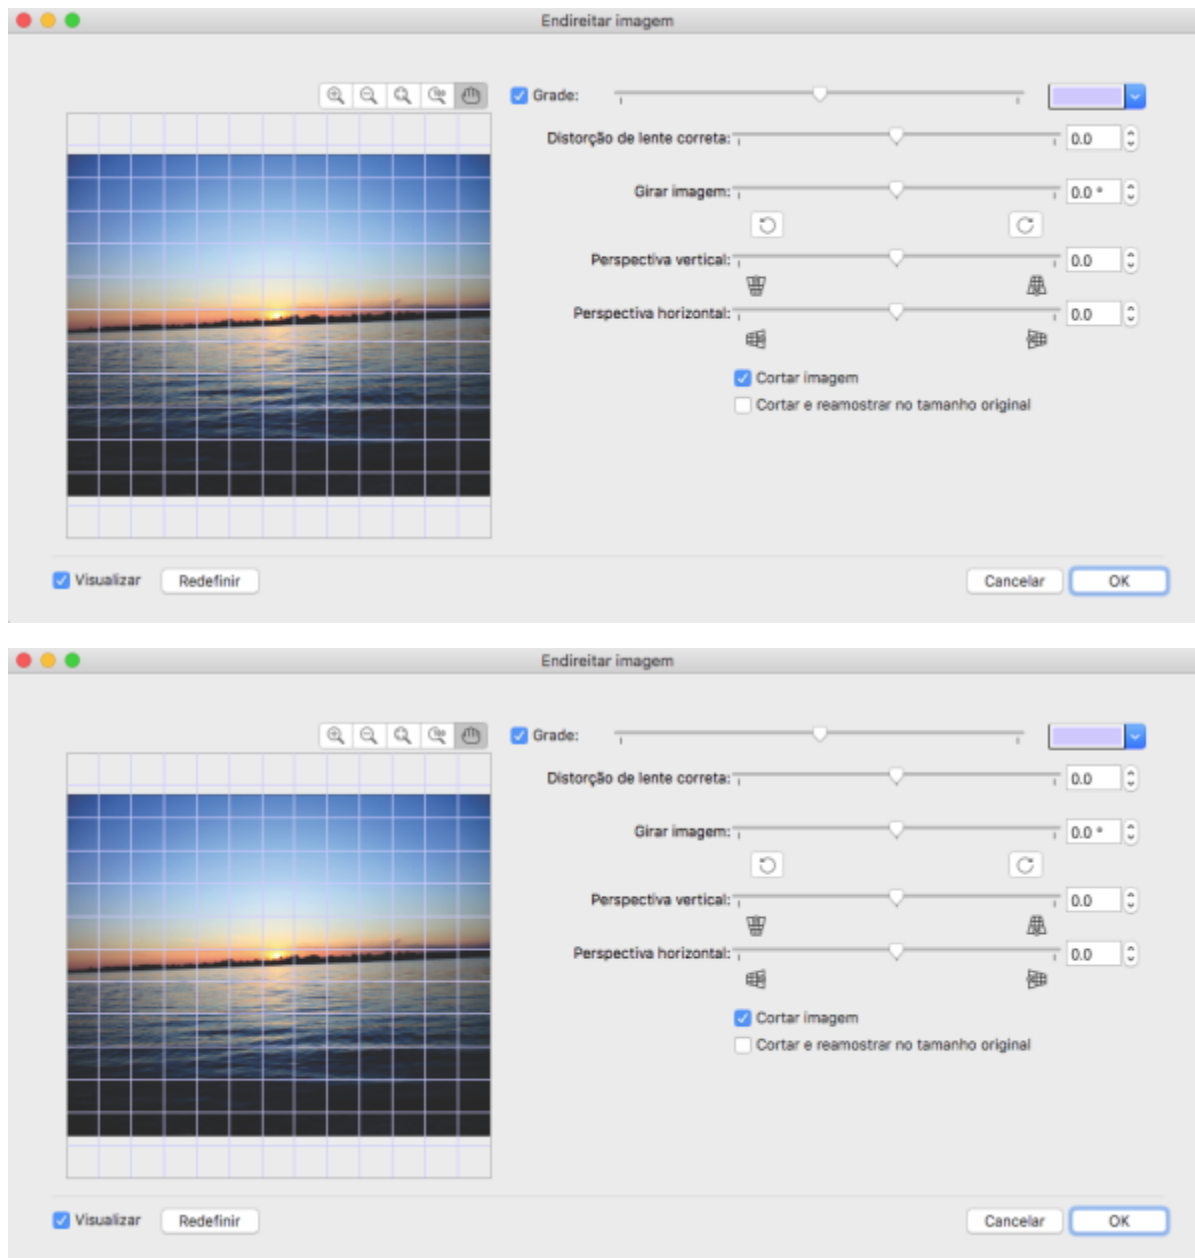 Endireitar imagem
Grade:
Distorção de lente correta: 0.0
Girar imagem: 0.0 °
Perspectiva vertical: 0.0
Perspectiva horizontal: 0.0
Cortar imagem
Cortar e reamostrar no tamanho original
Visualizar Redefinir Cancelar OK
Endireitar imagem
Grade:
Distorção de lente correta: 0.0
Girar imagem: 0.0 °
Perspectiva vertical: 0.0
Perspectiva horizontal: 0.0
Cortar imagem
Cortar e reamostrar no tamanho original
Visualizar Redefinir Cancelar OK